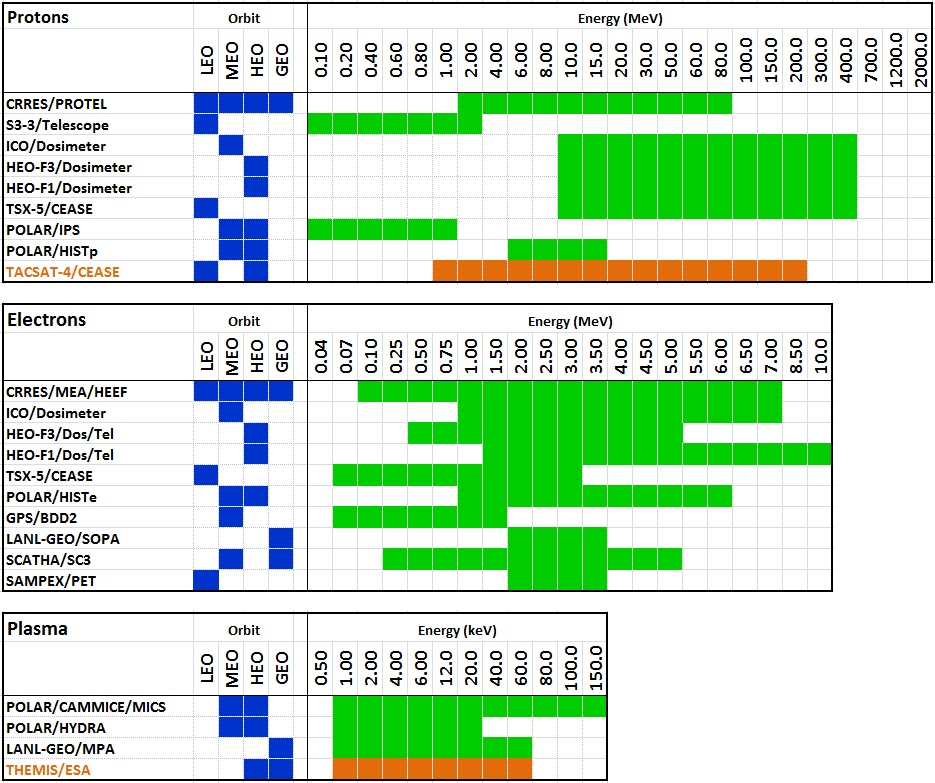 Protons Orbit Energy (MeV)
LEO MEO HEO GEO 0.10 0.20 0.40 0.60 0.80 1.00 2.00 4.00 6.00 8.00 10.0 15.0 20.0 30.0 50.0 60.0 80.0 100.0 150.0 200.0 300.0 400.0 700.0 1200.0 2000.0
CRRES/PROTEL
S3-3/Telescope
ICO/Dosimeter
HEO-F3/Dosimeter
HEO-F1/Dosimeter
TSX-5/CEASE
POLAR/IPS
POLAR/HISTp
TACSAT-4/CEASE
Electrons Orbit Energy (MeV)
LEO MEO HEO GEO 0.04 0.07 0.10 0.25 0.50 0.75 1.00 1.50 2.00 2.50 3.00 3.50 4.00 4.50 5.00 5.50 6.00 6.50 7.00 8.50 10.0
CRRES/MEA/HEEF
ICO/Dosimeter
HEO-F3/Dos/Tel
HEO-F1/Dos/Tel
TSX-5/CEASE
POLAR/HISTe
GPS/BDD2
LANL-GEO/SOPA
SCATHA/SC3
SAMPEX/PET
Plasma Orbit Energy (keV)
LEO MEO HEO GEO 0.50 1.00 2.00 4.00 6.00 12.0 20.0 40.0 60.0 80.0 100.0 150.0
POLAR/CAMMICE/MICS
POLAR/HYDRA
LANL-GEO/MPA
THEMIS/ESA